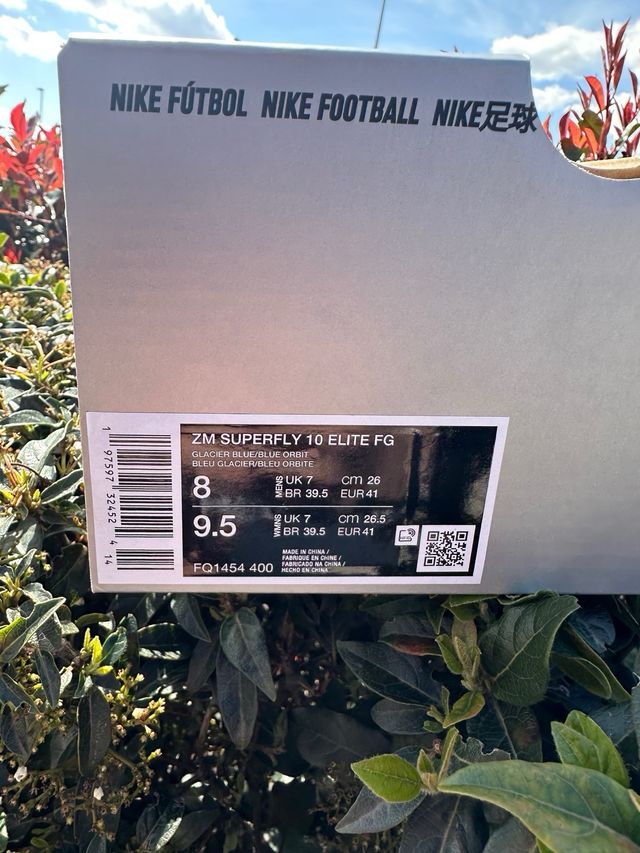 NIKE FÚTBOL NIKE FOOTBALL NIKE足球
ZM SUPERFLY 10 ELITE FG
GLACIER BLUE/BLUE ORBIT
BLEU GLACIER/BLEU ORBITE
8 MENS UK 7 CM 26
BR 39.5 EUR 41
9.5 WMNS UK 7 CM 26.5
BR 39.5 EUR 41
MADE IN CHINA /
FABRIQUE EN CHINE /
FABRICADO NA CHINA /
HECHO EN CHINA
FQ1454 400
1 97597 32452 4 14